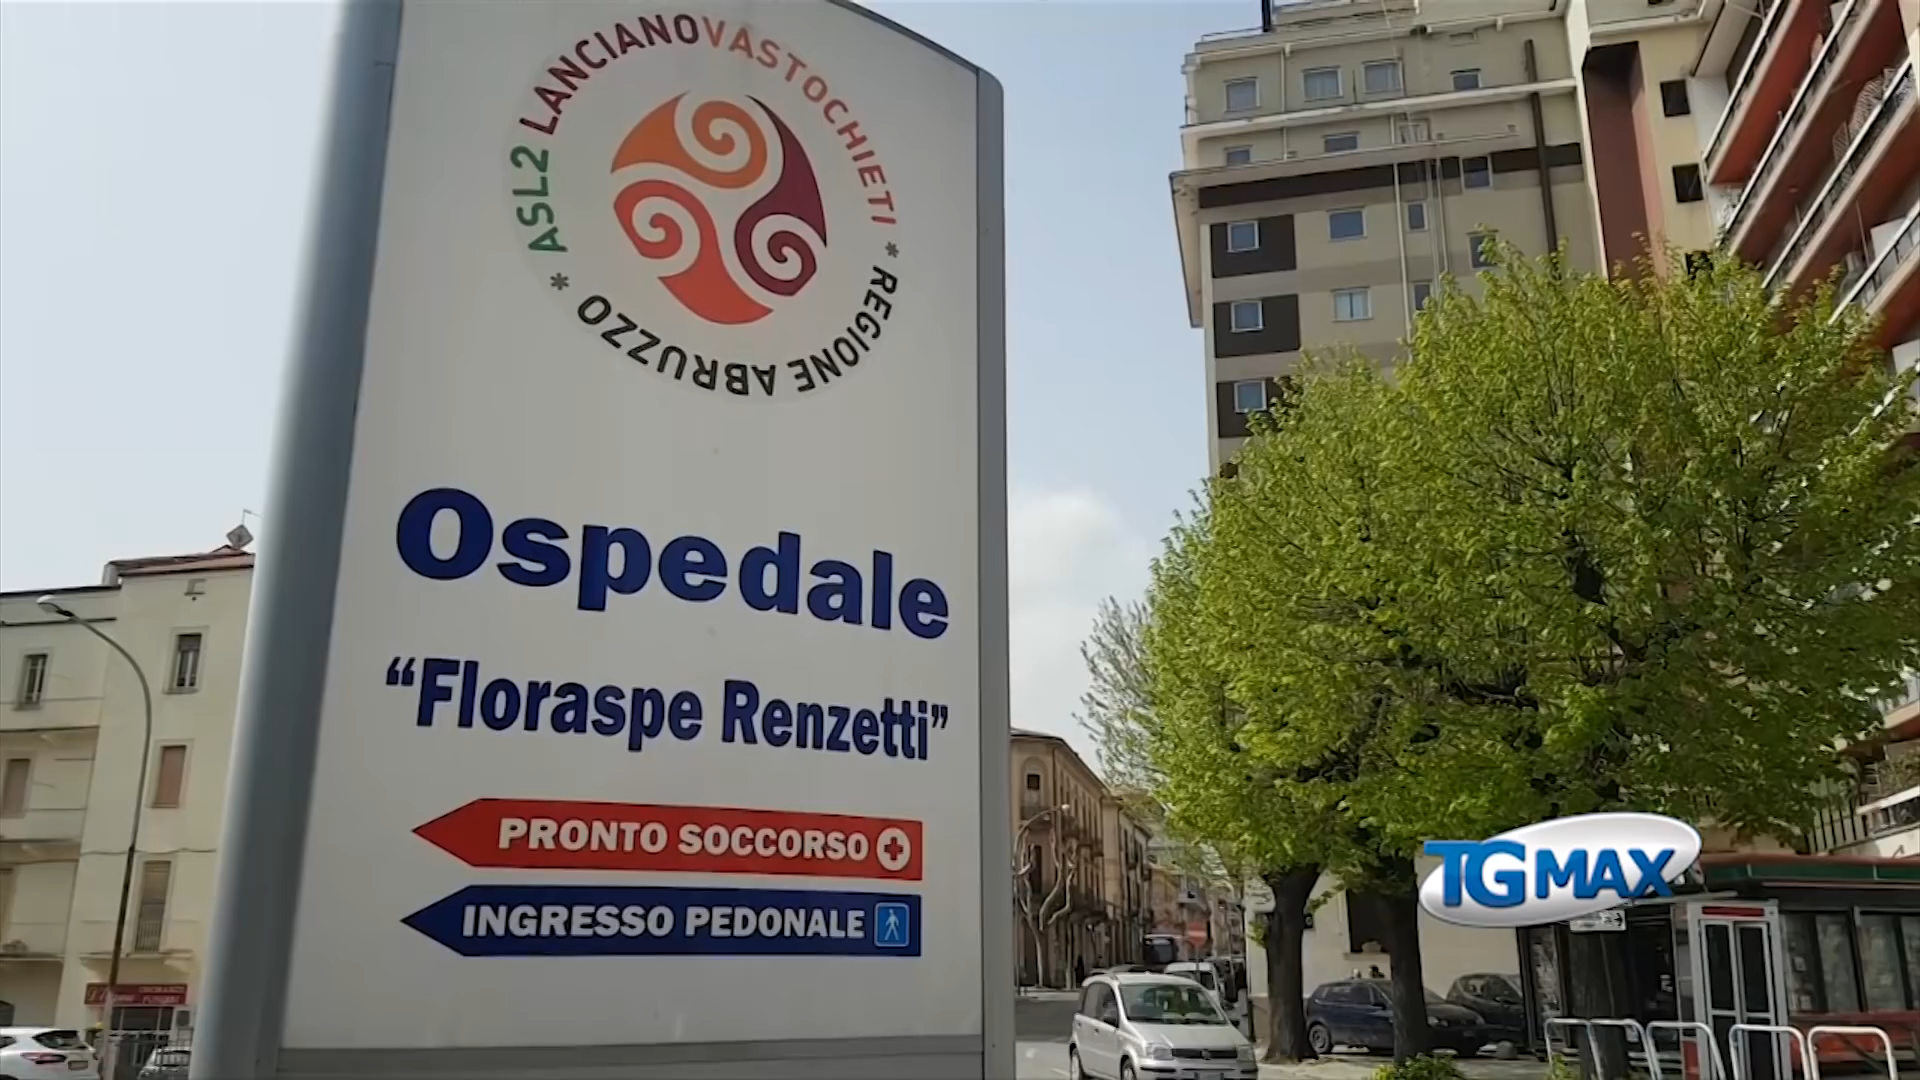 ASL2 LANCIANOVASTOCHIETI * REGIONE ABRUZZO *
Ospedale
“Floraspe Renzetti”
PRONTO SOCCORSO
INGRESSO PEDONALE
TGMAX